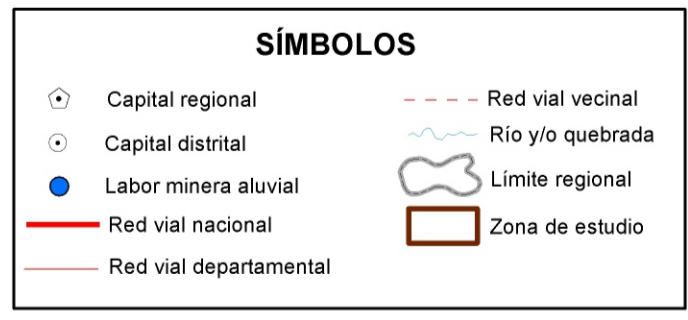 SÍMBOLOS
Capital regional
Capital distrital
Labor minera aluvial
Red vial nacional
Red vial departamental
Red vial vecinal
Río y/o quebrada
Límite regional
Zona de estudio